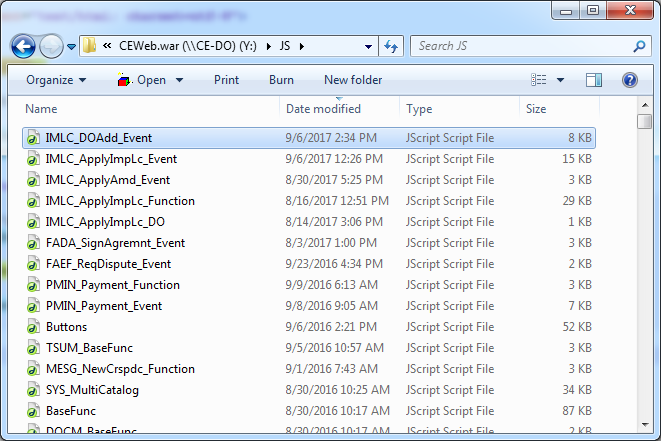 CEWeb.war (\\CE-DO) (Y:) JS Search JS
Organize Open Print Burn New folder
Name Date modified Type Size
IMLC_DOAdd_Event 9/6/2017 2:34 PM JScript Script File 8 KB
IMLC_ApplyImpLc_Event 9/6/2017 12:26 PM JScript Script File 15 KB
IMLC_ApplyAmd_Event 8/30/2017 5:25 PM JScript Script File 3 KB
IMLC_ApplyImpLc_Function 8/16/2017 12:51 PM JScript Script File 29 KB
IMLC_ApplyImpLc_DO 8/14/2017 3:06 PM JScript Script File 1 KB
FADA_SignAgremnt_Event 8/3/2017 1:00 PM JScript Script File 3 KB
FAEF_ReqDispute_Event 9/23/2016 4:34 PM JScript Script File 2 KB
PMIN_Payment_Function 9/9/2016 6:13 AM JScript Script File 3 KB
PMIN_Payment_Event 9/8/2016 9:05 AM JScript Script File 7 KB
Buttons 9/6/2016 2:21 PM JScript Script File 52 KB
TSUM_BaseFunc 9/5/2016 10:57 AM JScript Script File 3 KB
MESG_NewCrspdc_Function 9/1/2016 7:43 AM JScript Script File 3 KB
SYS_MultiCatalog 8/30/2016 10:25 AM JScript Script File 34 KB
BaseFunc 8/30/2016 10:17 AM JScript Script File 87 KB
DOCM_BaseFunc 8/30/2016 10:17 AM JScript Script File 2 KB